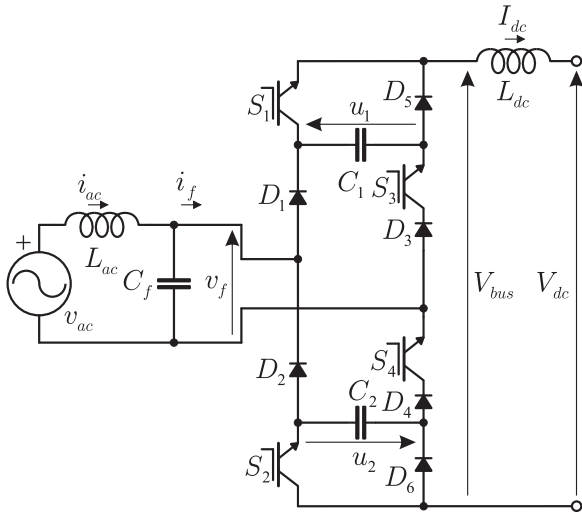 I_dc
S_1
u_1
D_5
L_dc
C_1
S_3
D_1
D_3
i_ac
i_f
+
L_ac
C_f
v_f
v_ac
V_bus
V_dc
D_2
S_4
C_2
D_4
S_2
u_2
D_6